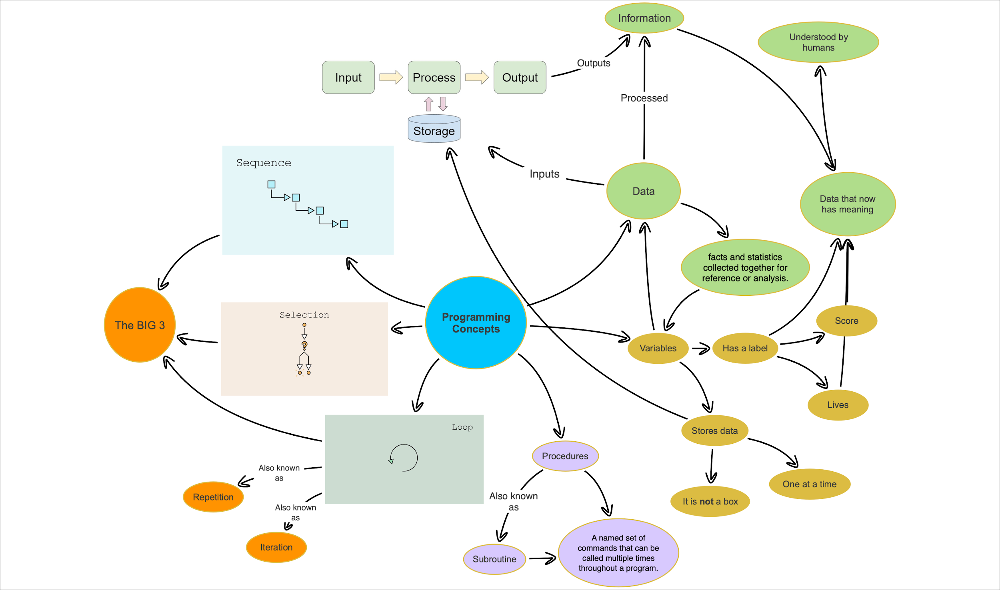 Information
Understood by
humans
Outputs
Input
Process
Output
Processed
Storage
Sequence
Inputs
Data
Data that now
has meaning
facts and statistics
collected together for
reference or analysis.
Programming
Concepts
The BIG 3
Selection
?
Score
Variables
Has a label
Lives
Loop
Stores data
Procedures
Also known
as
Repetition
One at a time
It is not a box
Also known
as
Also known
as
Iteration
Subroutine
A named set of
commands that can be
called multiple times
throughout a program.